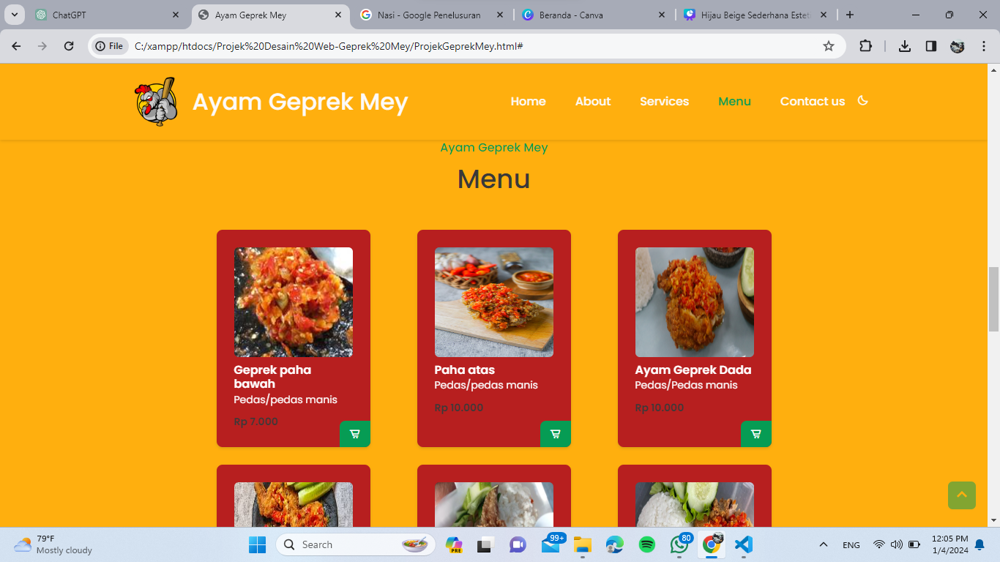 ChatGPT
Ayam Geprek Mey
Nasi - Google Penelusuran
Beranda - Canva
Hijau Beige Sederhana Esteti
File
C:/xampp/htdocs/Projek%20Desain%20Web-Geprek%20Mey/ProjekGeprekMey.html#
Ayam Geprek Mey
Home
About
Services
Menu
Contact us
Ayam Geprek Mey
Menu
Geprek paha
bawah
Pedas/pedas manis
Rp 7.000
Paha atas
Pedas/pedas manis
Rp 10.000
Ayam Geprek Dada
Pedas/Pedas manis
Rp 10.000
79°F
Mostly cloudy
Search
PRE
99+
80
ENG
12:05 PM
1/4/2024